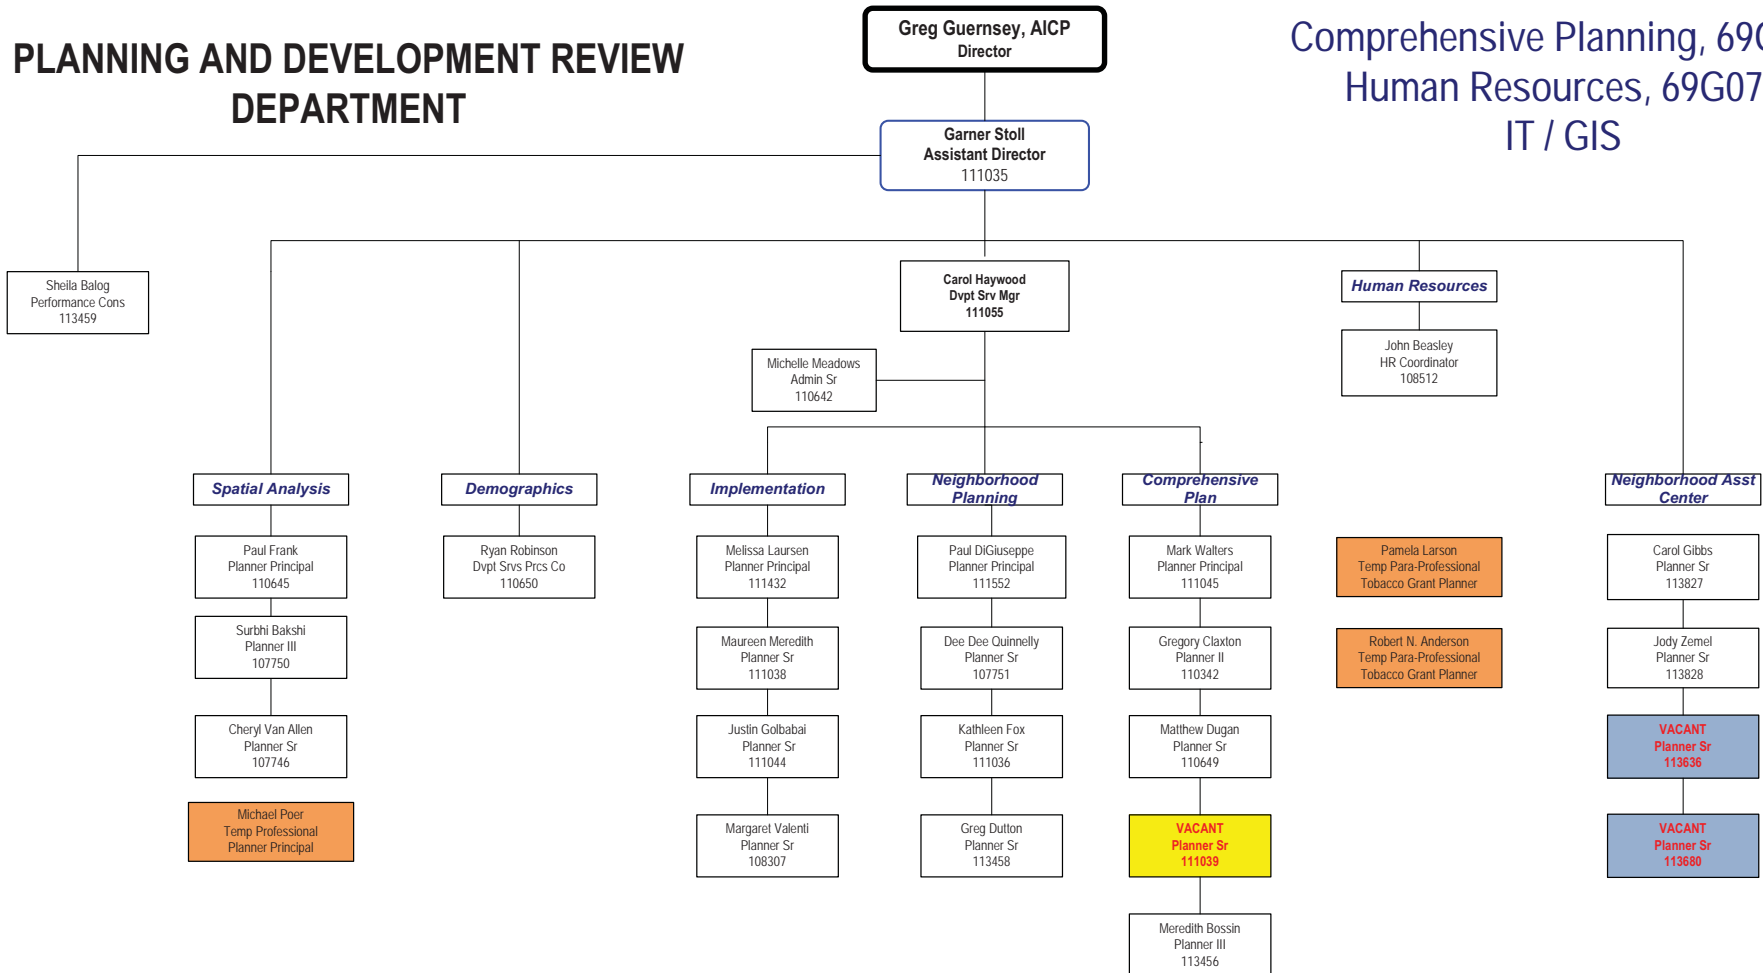 PLANNING AND DEVELOPMENT REVIEW
DEPARTMENT
Greg Guernsey, AICP
Director
Comprehensive Planning,
Human Resources, 69G07
IT / GIS
Garner Stoll
Assistant Director
111035
Sheila Balog
Performance Cons
113459
Carol Haywood
Dvpt Srv Mgr
111055
Human Resources
John Beasley
HR Coordinator
108512
Michelle Meadows
Admin Sr
110642
Spatial Analysis
Paul Frank
Planner Principal
110645
Surbhi Bakshi
Planner III
107750
Cheryl Van Allen
Planner Sr
107746
Michael Poer
Temp Professional
Planner Principal
Demographics
Ryan Robinson
Dvpt Srvs Prcs Co
110650
Implementation
Melissa Laursen
Planner Principal
111432
Maureen Meredith
Planner Sr
111038
Justin Golbabai
Planner Sr
111044
Margaret Valenti
Planner Sr
108307
Neighborhood
Planning
Paul DiGiuseppe
Planner Principal
111552
Dee Dee Quinnelly
Planner Sr
107751
Kathleen Fox
Planner Sr
111036
Greg Dutton
Planner Sr
113458
Comprehensive
Plan
Mark Walters
Planner Principal
111045
Gregory Claxton
Planner II
110342
Matthew Dugan
Planner Sr
110649
VACANT
Planner Sr
111039
Meredith Bossin
Planner III
113456
Pamela Larson
Temp Para-Professional
Tobacco Grant Planner
Robert N. Anderson
Temp Para-Professional
Tobacco Grant Planner
Neighborhood Asst
Center
Carol Gibbs
Planner Sr
113827
Jody Zemel
Planner Sr
113828
VACANT
Planner Sr
113636
VACANT
Planner Sr
113680